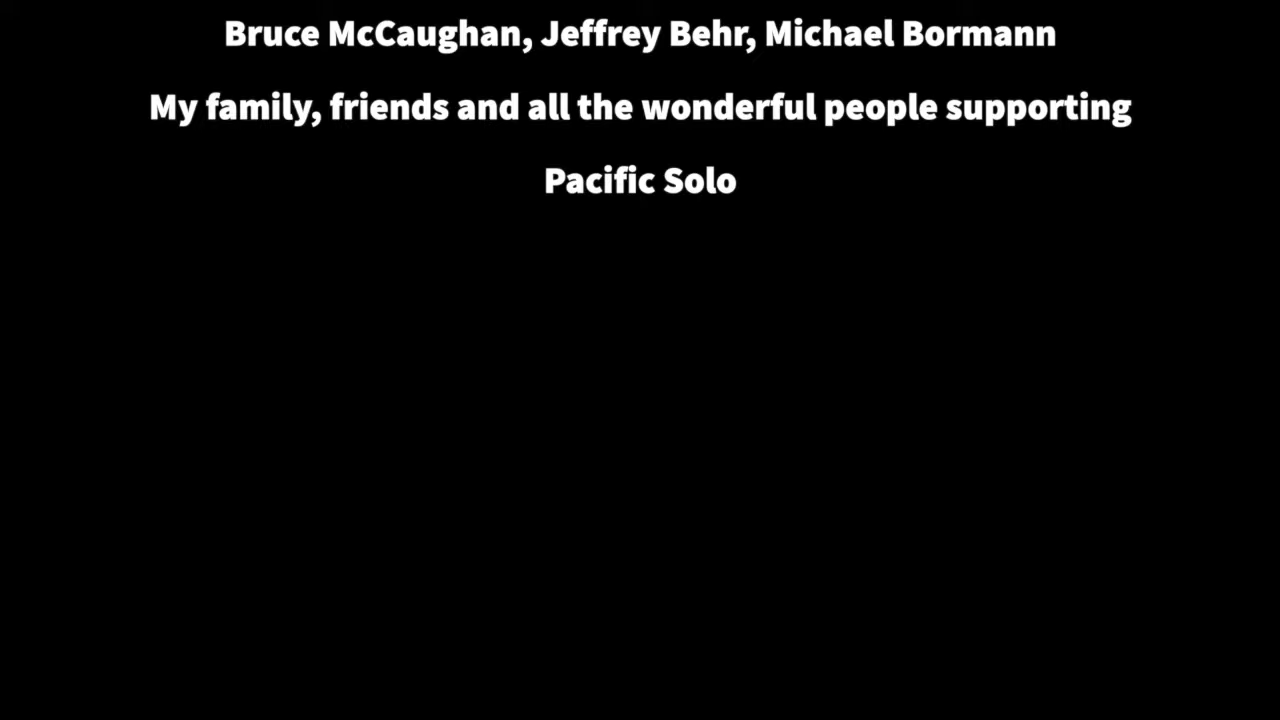 Bruce McCaughan, Jeffrey Behr, Michael Bormann
My family, friends and all the wonderful people supporting
Pacific Solo